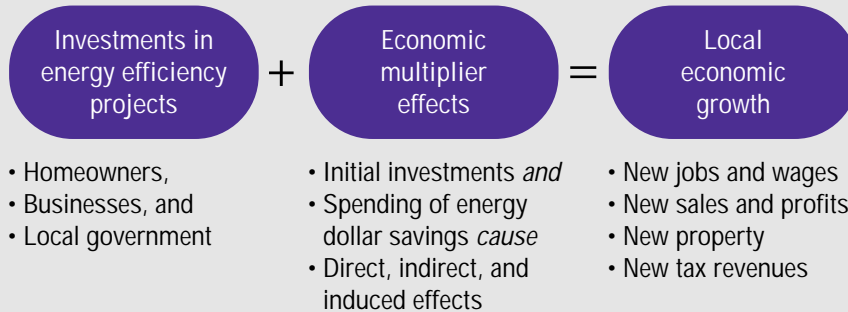 Investments in
energy efficiency
projects
+
Economic
multiplier
effects
=
Local
economic
growth
• Homeowners,
• Businesses, and
• Local government
• Initial investments and
• Spending of energy
dollar savings cause
• Direct, indirect, and
induced effects
• New jobs and wages
• New sales and profits
• New property
• New tax revenues